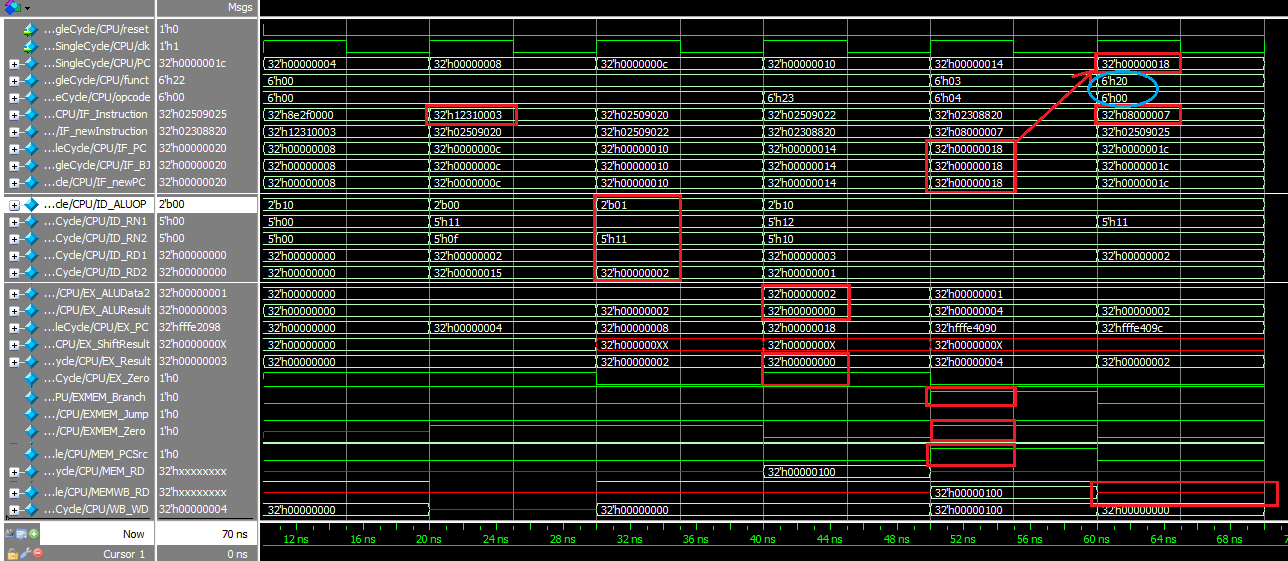 Msgs
...gleCycle/CPU/reset 1'h0
...SingleCycle/CPU/clk 1'h1
...SingleCycle/CPU/PC 32'h0000001c 32'h00000004 32'h00000008 32'h0000000c 32'h00000010 32'h00000014 32'h00000018
...gleCycle/CPU/funct 6'h22 6'h00 6'h03 6'h20
...eCycle/CPU/opcode 6'h00 6'h00 6'h23 6'h04 6'h00
...CPU/IF_Instruction 32'h02509025 32'h8e2f0000 32'h12310003 32'h02509020 32'h02509022 32'h02308820 32'h08000007
.../IF_newInstruction 32'h02308820 32'h12310003 32'h02509020 32'h02509022 32'h02308820 32'h08000007 32'h02509025
...leCycle/CPU/IF_PC 32'h00000020 32'h00000008 32'h0000000c 32'h00000010 32'h00000014 32'h00000018 32'h0000001c
...gleCycle/CPU/IF_BJ 32'h00000020 32'h00000008 32'h0000000c 32'h00000010 32'h00000014 32'h00000018 32'h0000001c
...cle/CPU/IF_newPC 32'h00000020 32'h00000008 32'h0000000c 32'h00000010 32'h00000014 32'h00000018 32'h0000001c
...cle/CPU/ID_ALUOP 2'b00 2'b10 2'b00 2'b01 2'b10
...Cycle/CPU/ID_RN1 5'h00 5'h00 5'h11 5'h12 5'h11
...Cycle/CPU/ID_RN2 5'h00 5'h00 5'h0f 5'h11 5'h10
...Cycle/CPU/ID_RD1 32'h00000000 32'h00000000 32'h00000002 32'h00000003 32'h00000002
...Cycle/CPU/ID_RD2 32'h00000000 32'h00000000 32'h00000015 32'h00000002 32'h00000001
.../CPU/EX_ALUData2 32'h00000001 32'h00000000 32'h00000002 32'h00000001
.../CPU/EX_ALUResult 32'h00000003 32'h00000000 32'h00000002 32'h00000000 32'h00000004 32'h00000002
...leCycle/CPU/EX_PC 32'hfffe2098 32'h00000000 32'h00000004 32'h00000008 32'h00000018 32'hfffe4090 32'hfffe409c
...CPU/EX_ShiftResult 32'h0000000X 32'h00000000 32'h000000XX 32'h0000000X 32'h0000000X
...ycle/EX_Result 32'h00000003 32'h00000000 32'h00000002 32'h00000000 32'h00000004 32'h00000002
...Cycle/CPU/EX_Zero 1'h0
...PU/EXMEM_Branch 1'h0
.../CPU/EXMEM_Jump 1'h0
.../CPU/EXMEM_Zero 1'h0
...le/CPU/MEM_PCSrc 1'h0
...ycle/CPU/MEM_RD 32'hxxxxxxxx 32'h00000100
...le/CPU/MEMWB_RD 32'hxxxxxxxx 32'h00000100
...Cycle/CPU/WB_WD 32'h00000004 32'h00000000 32'h00000000 32'h00000100 32'h00000000
Now 70 ns 12 ns 16 ns 20 ns 24 ns 28 ns 32 ns 36 ns 40 ns 44 ns 48 ns 52 ns 56 ns 60 ns 64 ns 68 ns
Cursor 1 0 ns